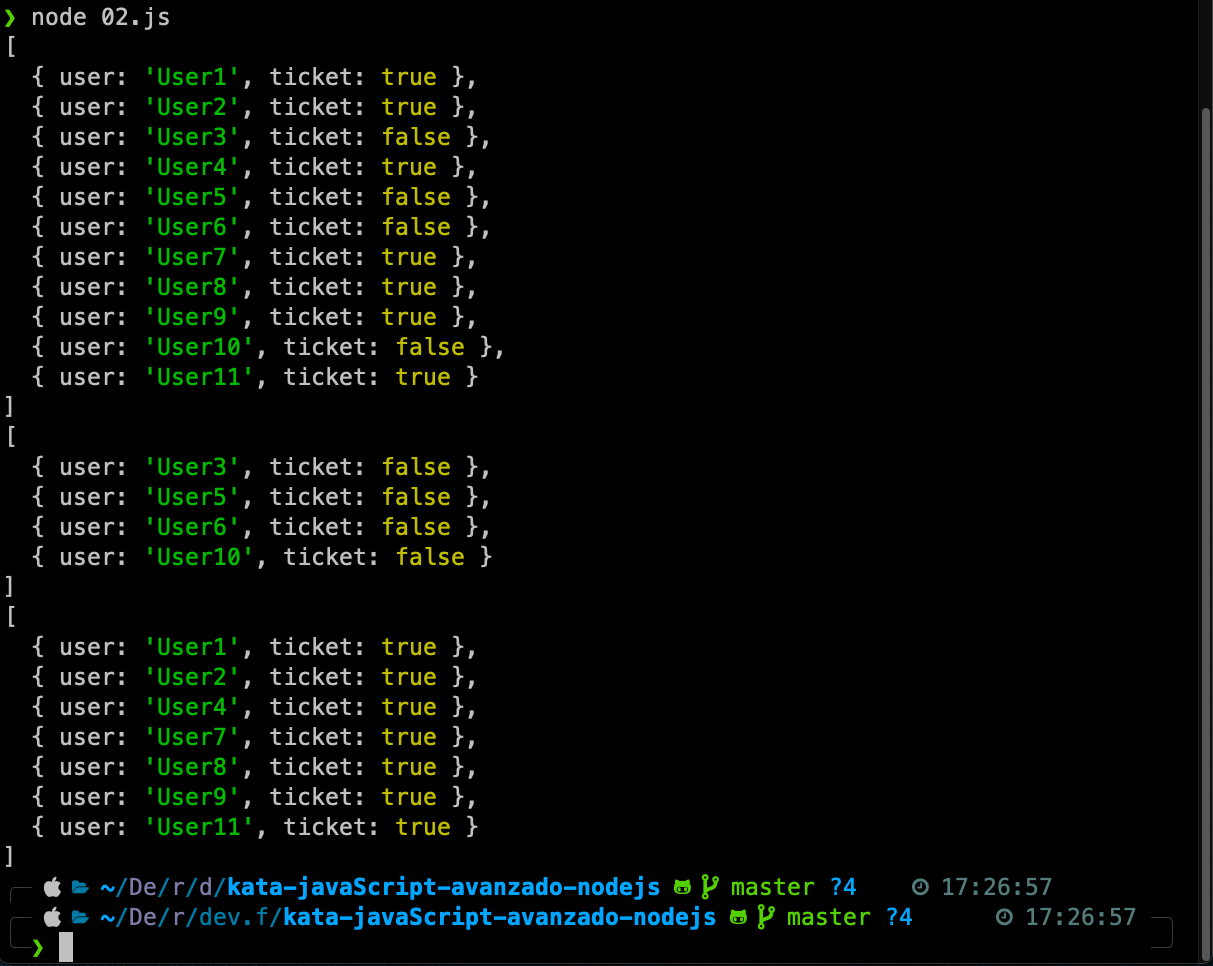 ❯ node 02.js
[
  { user: 'User1', ticket: true },
  { user: 'User2', ticket: true },
  { user: 'User3', ticket: false },
  { user: 'User4', ticket: true },
  { user: 'User5', ticket: false },
  { user: 'User6', ticket: false },
  { user: 'User7', ticket: true },
  { user: 'User8', ticket: true },
  { user: 'User9', ticket: true },
  { user: 'User10', ticket: false },
  { user: 'User11', ticket: true }
]
[
  { user: 'User3', ticket: false },
  { user: 'User5', ticket: false },
  { user: 'User6', ticket: false },
  { user: 'User10', ticket: false }
]
[
  { user: 'User1', ticket: true },
  { user: 'User2', ticket: true },
  { user: 'User4', ticket: true },
  { user: 'User7', ticket: true },
  { user: 'User8', ticket: true },
  { user: 'User9', ticket: true },
  { user: 'User11', ticket: true }
]
~/De/r/d/kata-javaScript-avanzado-nodejs master ?4 17:26:57
~/De/r/dev.f/kata-javaScript-avanzado-nodejs master ?4 17:26:57
❯